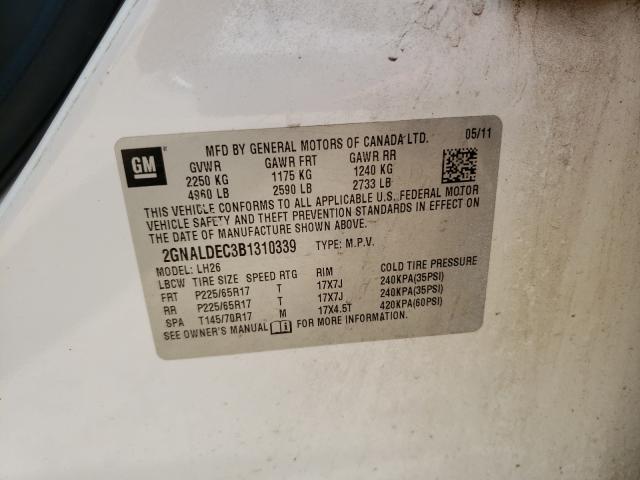 MFD BY GENERAL MOTORS OF CANADA LTD. 05/11
GM
GVWR GAWR FRT GAWR RR
2250 KG 1175 KG 1240 KG
4960 LB 2590 LB 2733 LB
THIS VEHICLE CONFORMS TO ALL APPLICABLE U.S. FEDERAL MOTOR
VEHICLE SAFETY AND THEFT PREVENTION STANDARDS IN EFFECT ON
THE DATE OF MANUFACTURE SHOWN ABOVE.
2GNALDEC3B1310339 TYPE: M.P.V.
MODEL: LH26
LBCW TIRE SIZE SPEED RTG RIM COLD TIRE PRESSURE
FRT P225/65R17 T 17X7J 240KPA(35PSI)
RR P225/65R17 T 17X7J 240KPA(35PSI)
SPA T145/70R17 M 17X4.5T 420KPA(60PSI)
SEE OWNER'S MANUAL FOR MORE INFORMATION.